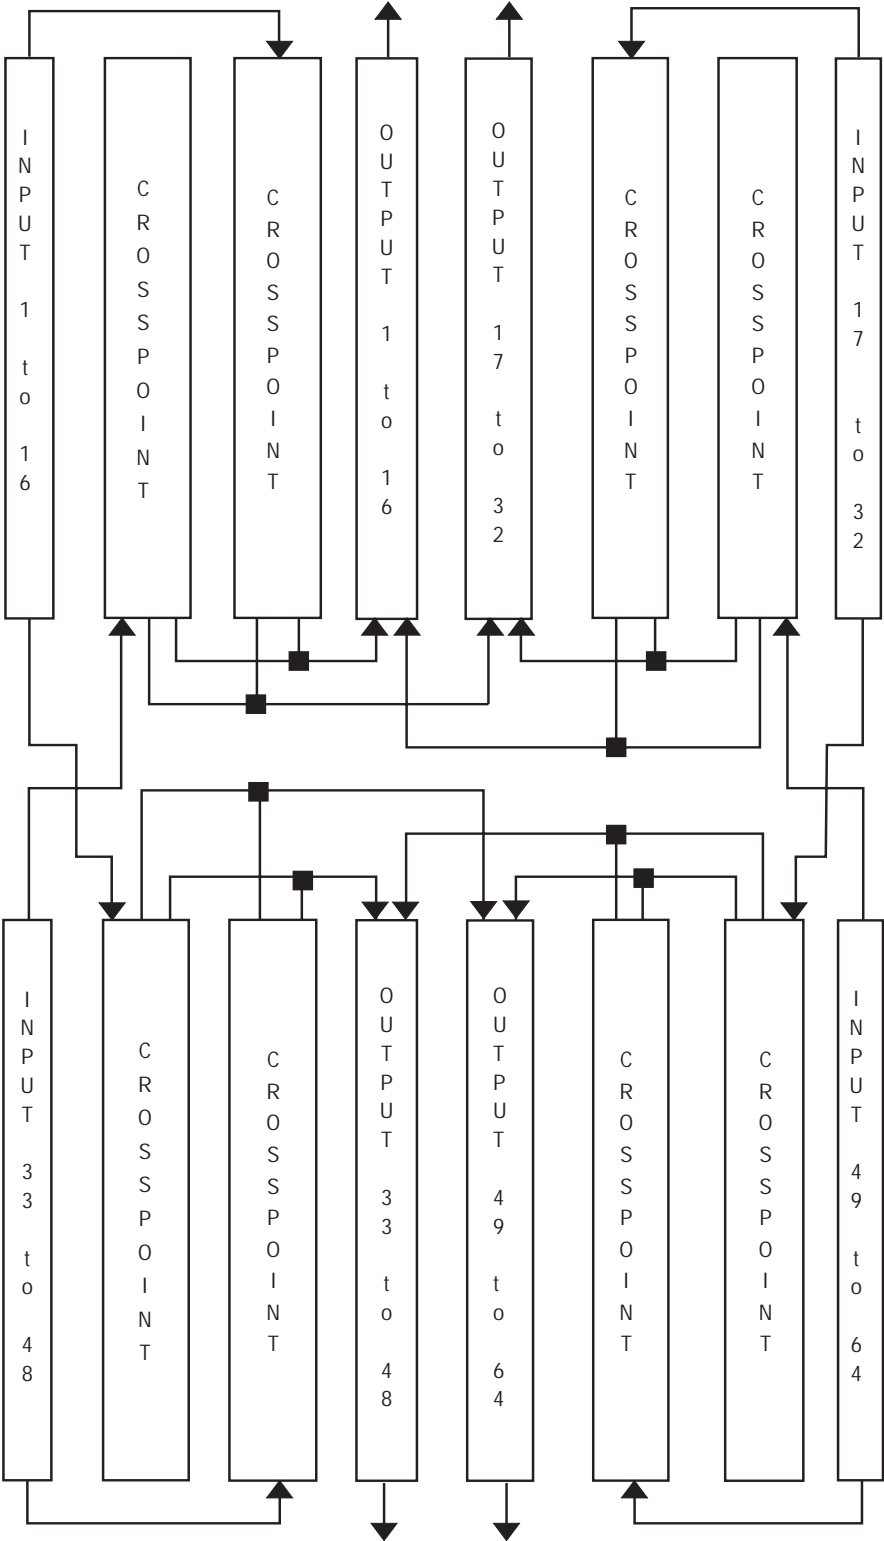 INPUT 1 to 16
CROSSPOINT
CROSSPOINT
OUTPUT 1 to 16
OUTPUT 17 to 32
CROSSPOINT
CROSSPOINT
INPUT 17 to 32
INPUT 33 to 48
CROSSPOINT
CROSSPOINT
OUTPUT 33 to 48
OUTPUT 49 to 64
CROSSPOINT
CROSSPOINT
INPUT 49 to 64